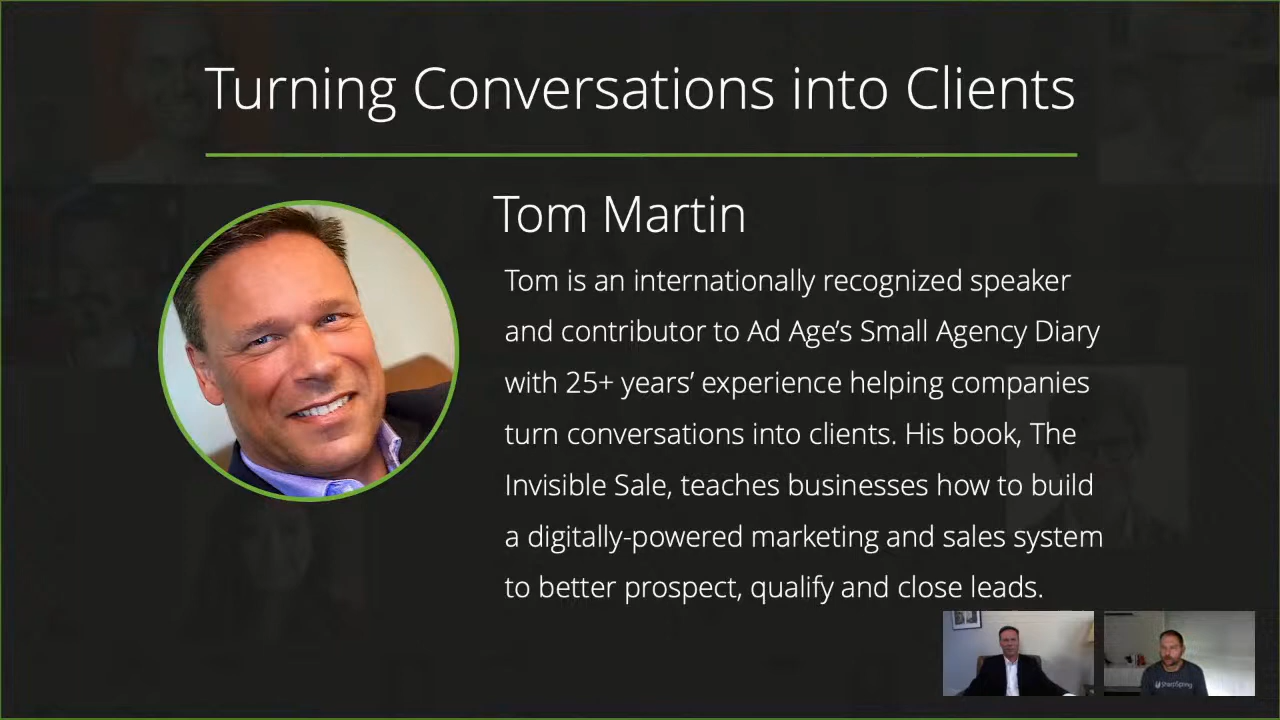 Turning Conversations into Clients
Tom Martin
Tom is an internationally recognized speaker
and contributor to Ad Age’s Small Agency Diary
with 25+ years’ experience helping companies
turn conversations into clients. His book, The
Invisible Sale, teaches businesses how to build
a digitally-powered marketing and sales system
to better prospect, qualify and close leads.
SharpSpring